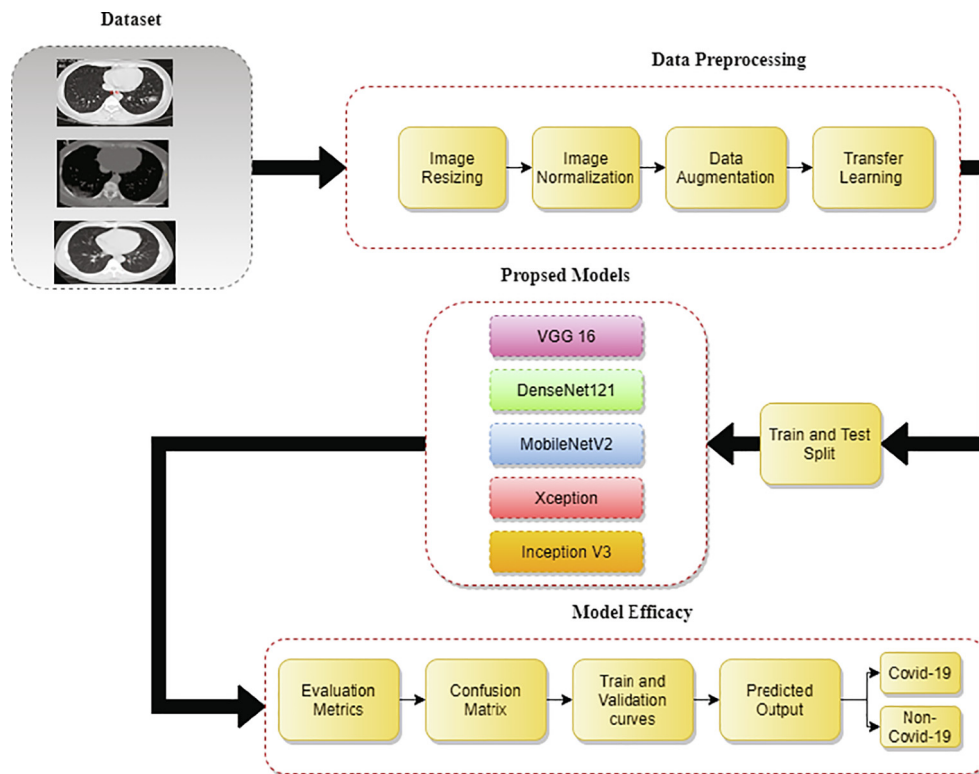 Dataset
Data Preprocessing
Image
Resizing
Image
Normalization
Data
Augmentation
Transfer
Learning
Propsed Models
VGG 16
DenseNet121
MobileNetV2
Xception
Inception V3
Train and Test
Split
Model Efficacy
Evaluation
Metrics
Confusion
Matrix
Train and
Validation
curves
Predicted
Output
Covid-19
Non-
Covid-19